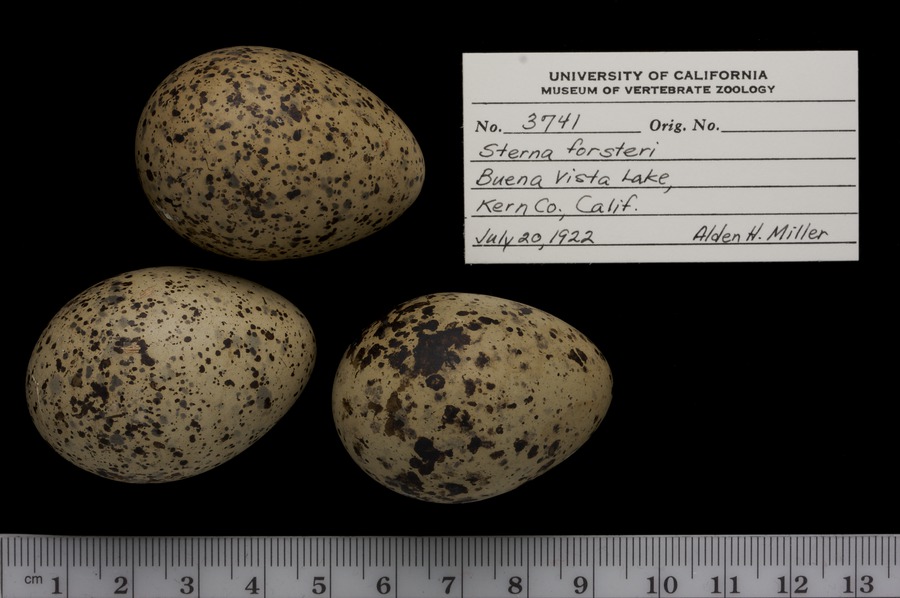 UNIVERSITY OF CALIFORNIA
MUSEUM OF VERTEBRATE ZOOLOGY
No. 3741 Orig. No.
Sterna forsteri
Buena Vista Lake,
Kern Co., Calif.
July 20, 1922 Alden H. Miller
cm 1 2 3 4 5 6 7 8 9 10 11 12 13